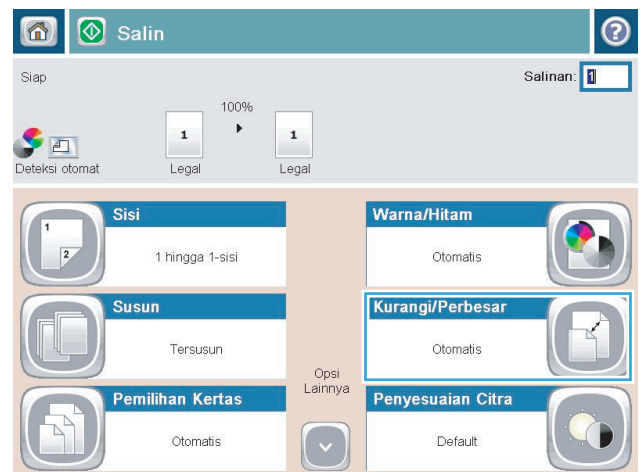 Salin
Siap
Salinan: 1
100%
1
1
Deteksi otomat
Legal
Legal
Sisi
1
2
1 hingga 1-sisi
Warna/Hitam
Otomatis
Susun
Tersusun
Kurangi/Perbesar
Otomatis
Opsi
Lainnya
Pemilihan Kertas
Otomatis
Penyesuaian Citra
Default